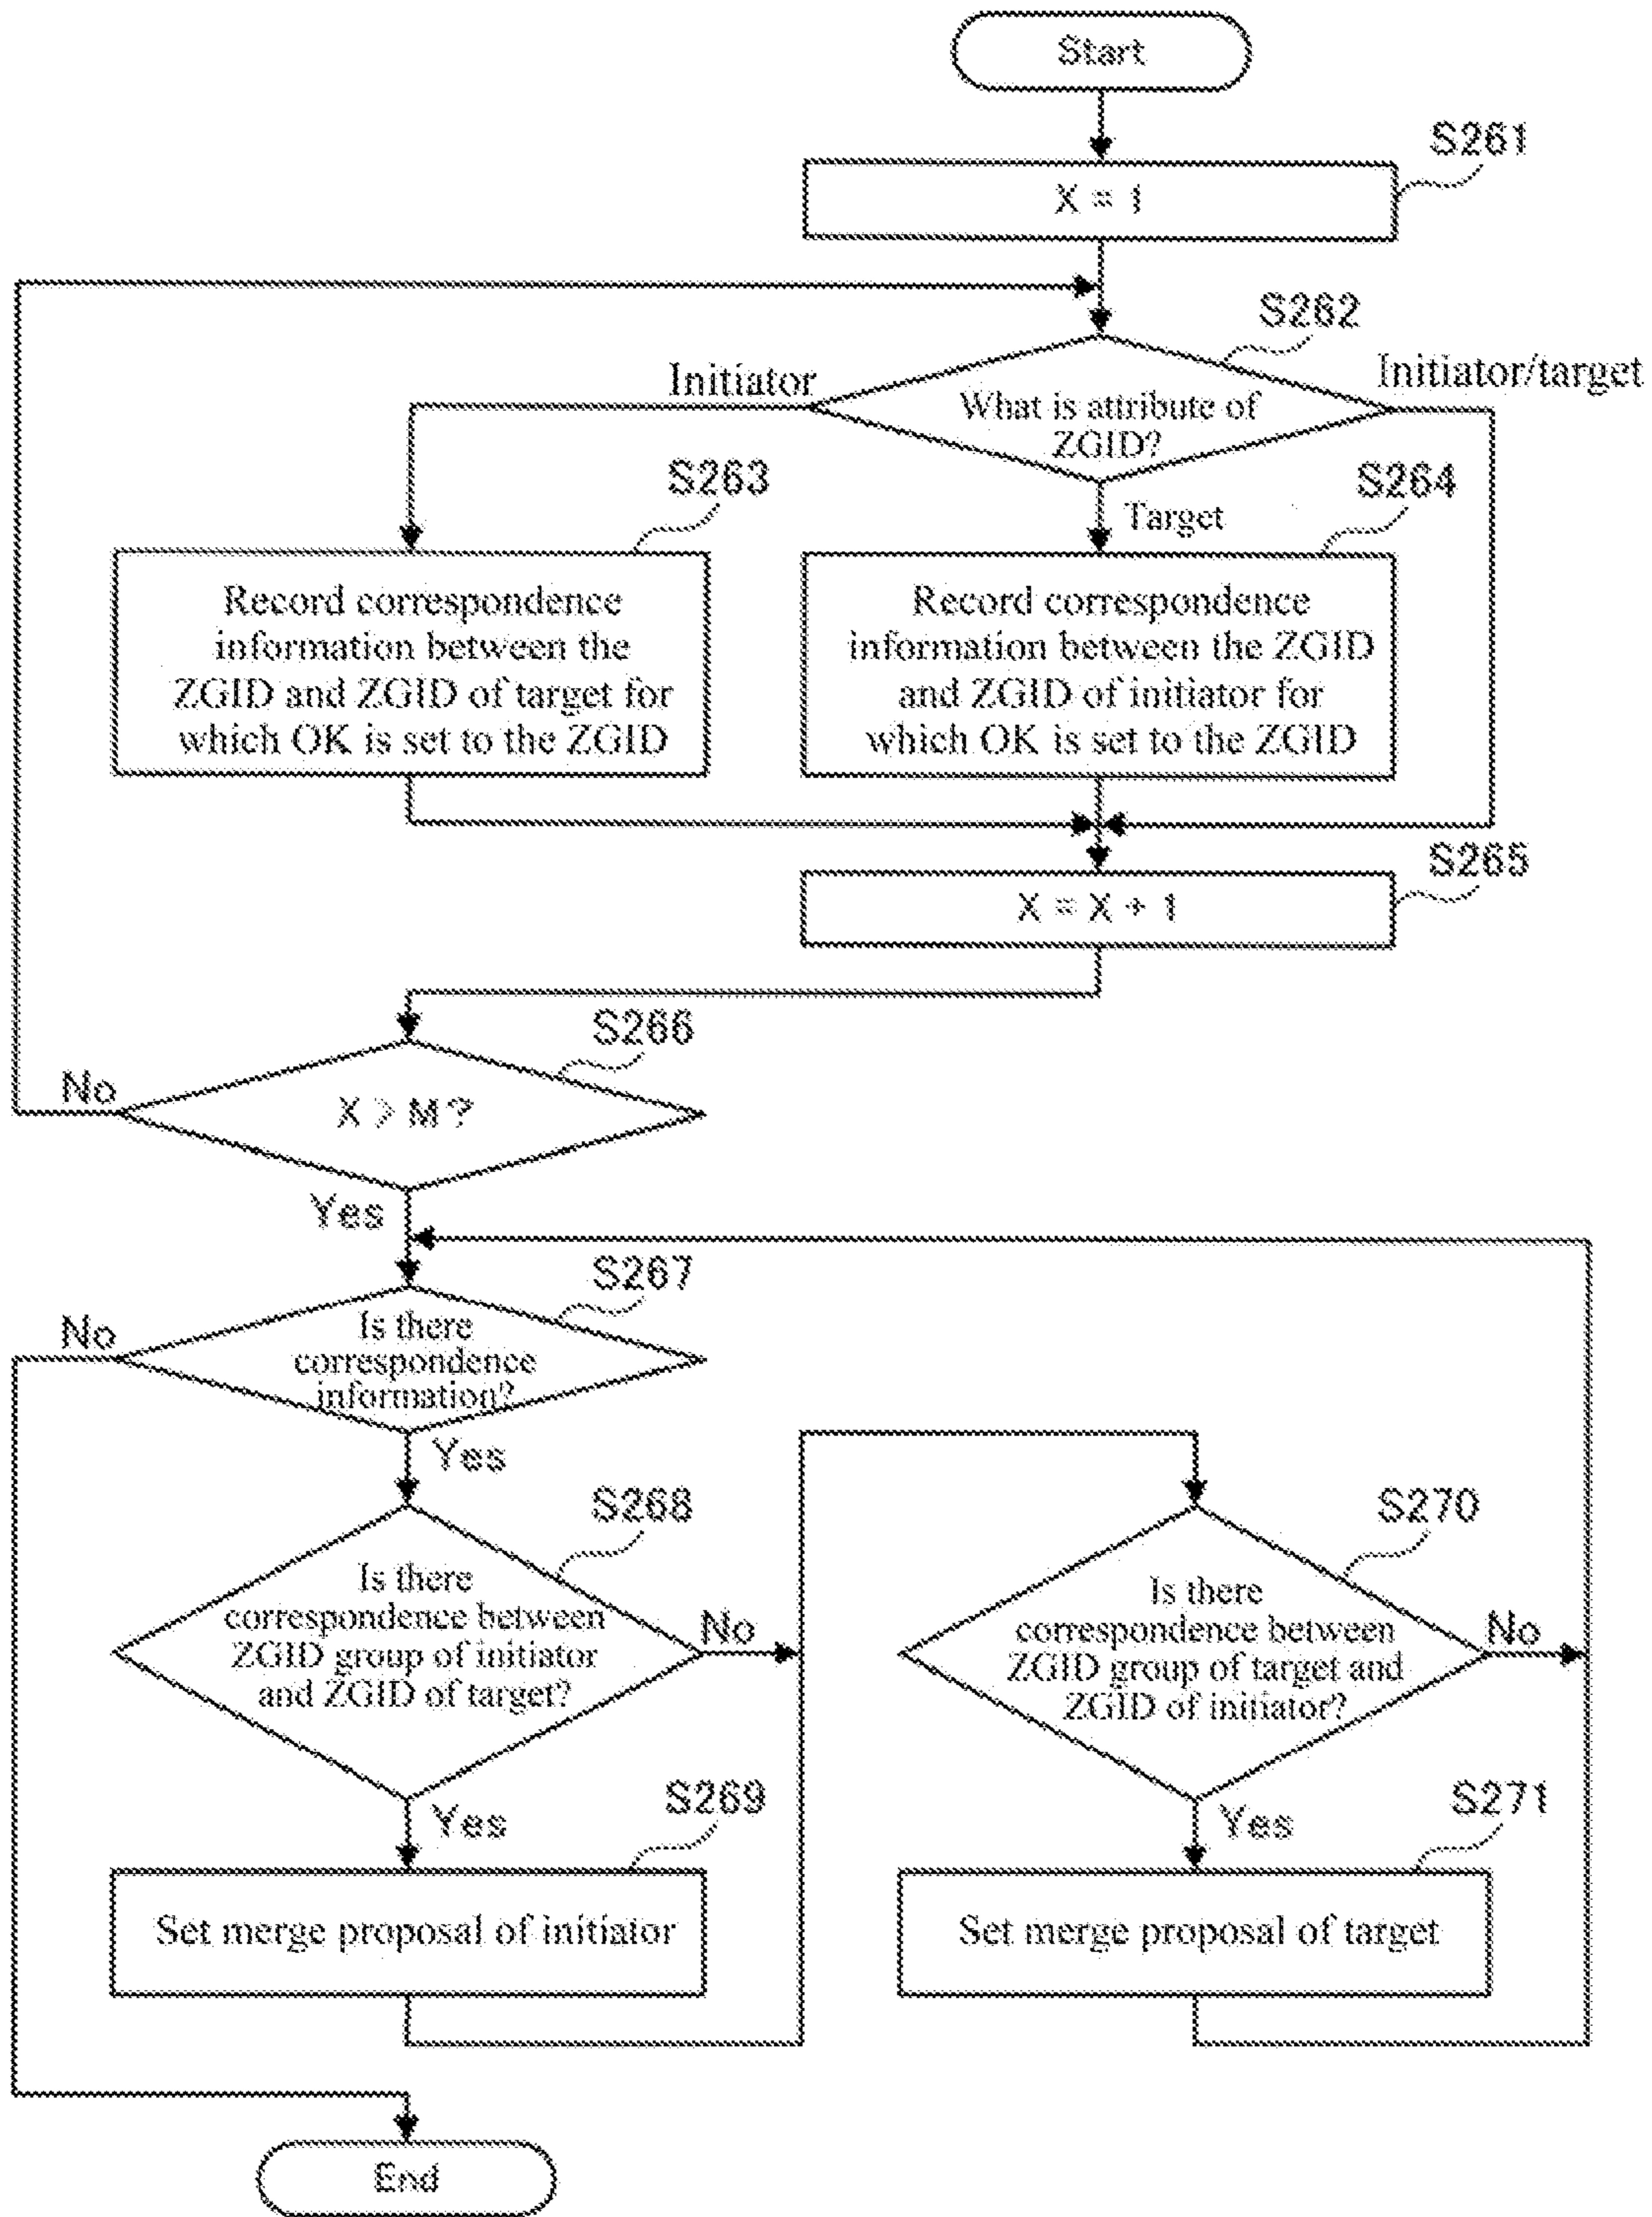 Start
S261
X = 1
S262
Initiator
Initiator/target
What is attribute of
ZGID?
S263
S264
Target
Record correspondence
information between the
ZGID and ZGID of target for
which OK is set to the ZGID
Record correspondence
information between the ZGID
and ZGID of initiator for
which OK is set to the ZGID
S265
X = X + 1
S266
No
X > M ?
Yes
S267
No
Is there
correspondence
information?
Yes
S268
Is there
correspondence between
ZGID group of initiator
and ZGID of target?
No
S270
Is there
correspondence between
ZGID group of target and
ZGID of initiator?
No
Yes
S269
Yes
S271
Set merge proposal of initiator
Set merge proposal of target
End